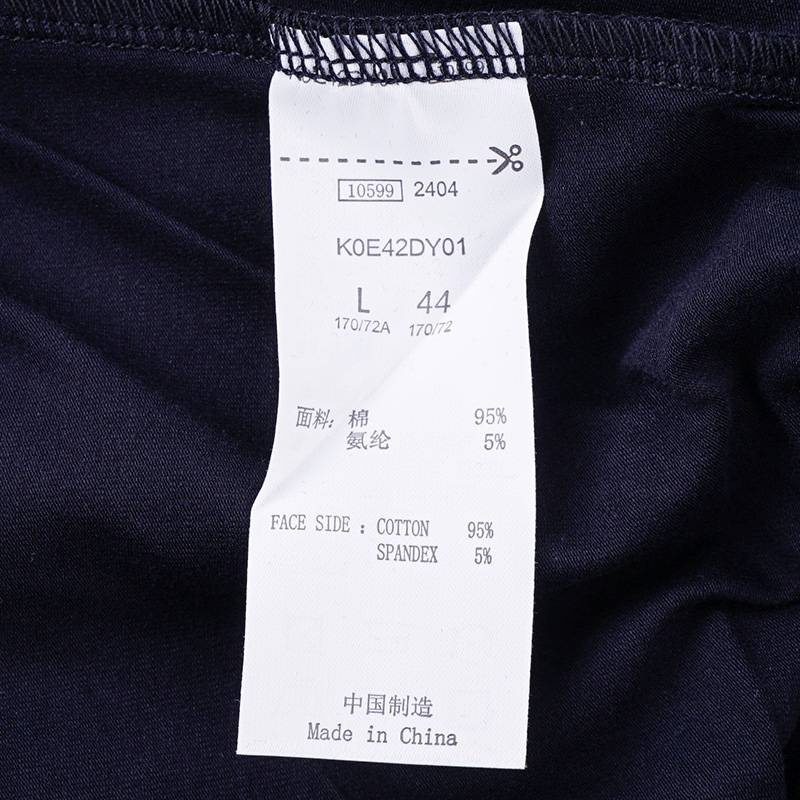 10599 2404
K0E42DY01
L 44
170/72A 170/72
面料: 棉 95%
氨纶 5%
FACE SIDE : COTTON 95%
SPANDEX 5%
中国制造
Made in China